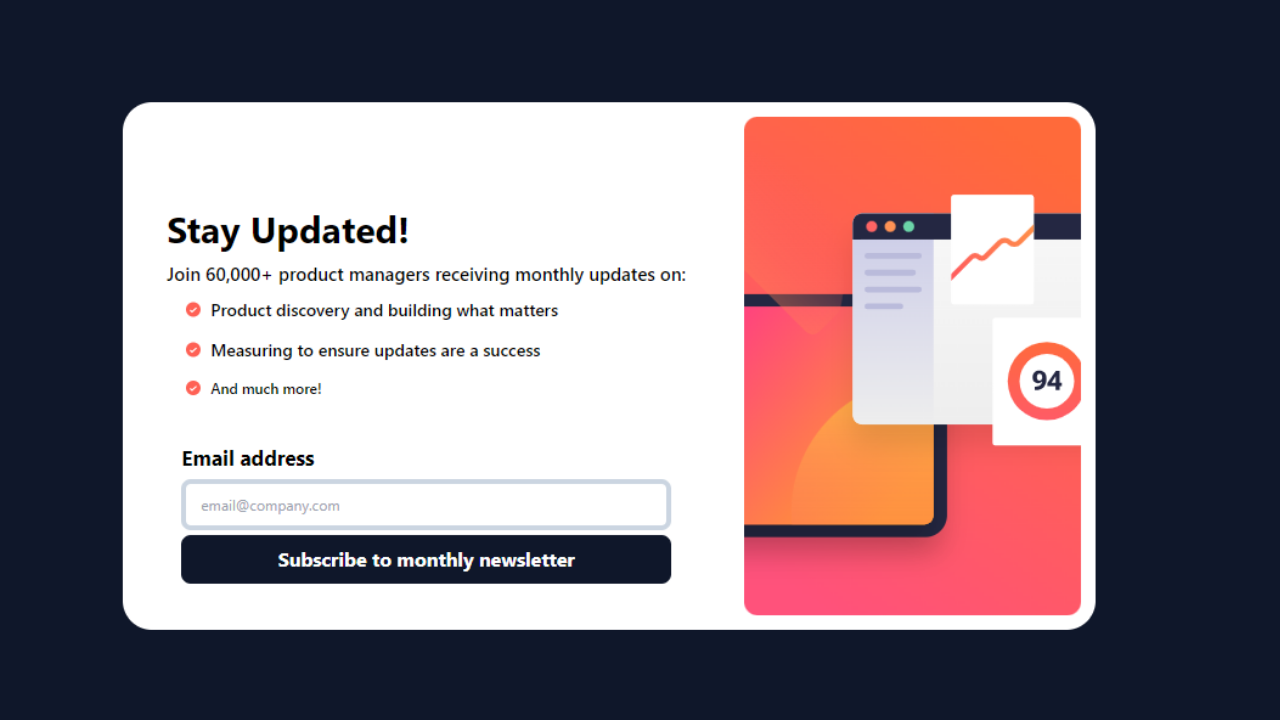 Stay Updated!
Join 60,000+ product managers receiving monthly updates on:
Product discovery and building what matters
Measuring to ensure updates are a success
And much more!
Email address
email@company.com
Subscribe to monthly newsletter
94